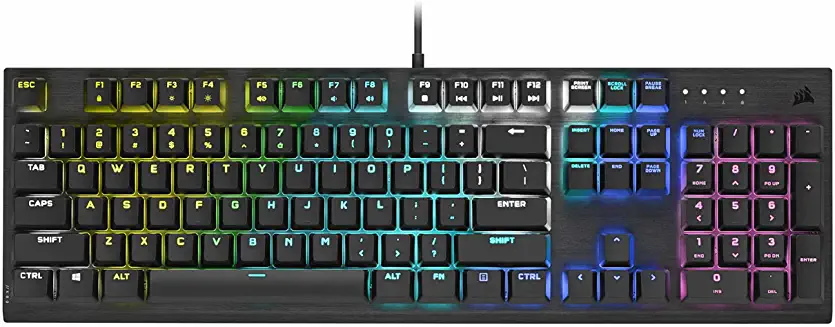 ESC F1 F2 F3 F4 F5 F6 F7 F8 F9 F10 F11 F12 PRINT SCREEN SCROLL LOCK PAUSE BREAK
~ ` 1 ! 2 @ 3 # 4 $ 5 % 6 ^ 7 & 8 * 9 ( 0 ) - _ = + INSERT HOME PAGE UP NUM LOCK / * -
TAB Q W E R T Y U I O P [ { ] } \ | DELETE END PAGE DOWN 7 HOME 8 9 PG UP +
CAPS A S D F G H J K L ; : ' " ENTER 4 5 6
SHIFT Z X C V B N M , < . > / ? SHIFT 1 END 2 3 PG DN ENTER
CTRL ALT ALT FN CTRL 0 INS . DEL